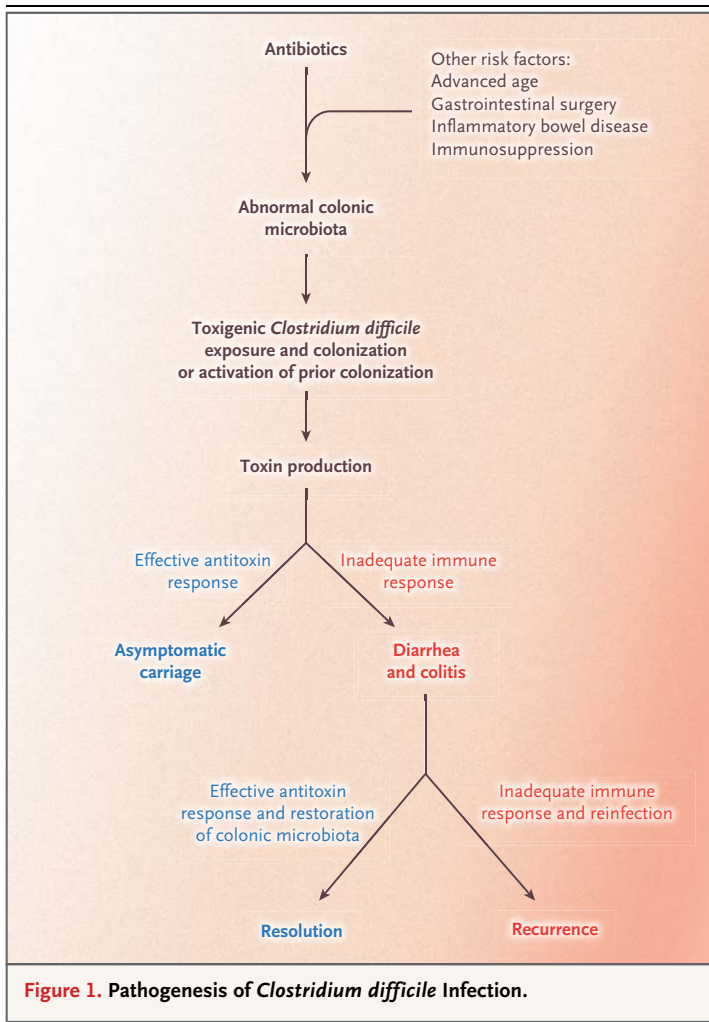 Antibiotics
Other risk factors:
Advanced age
Gastrointestinal surgery
Inflammatory bowel disease
Immunosuppression
Abnormal colonic
microbiota
Toxigenic Clostridium difficile
exposure and colonization
or activation of prior colonization
Toxin production
Effective antitoxin
response
Inadequate immune
response
Asymptomatic
carriage
Diarrhea
and colitis
Effective antitoxin
response and restoration
of colonic microbiota
Inadequate immune
response and reinfection
Resolution
Recurrence
Figure 1. Pathogenesis of Clostridium difficile Infection.